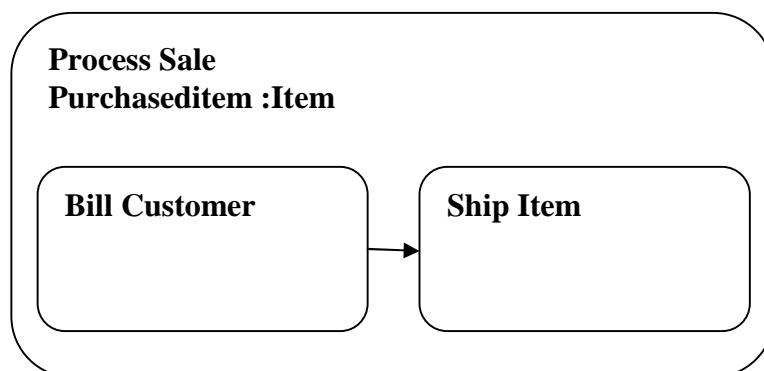 Process Sale
Purchaseditem :Item
Bill Customer
Ship Item